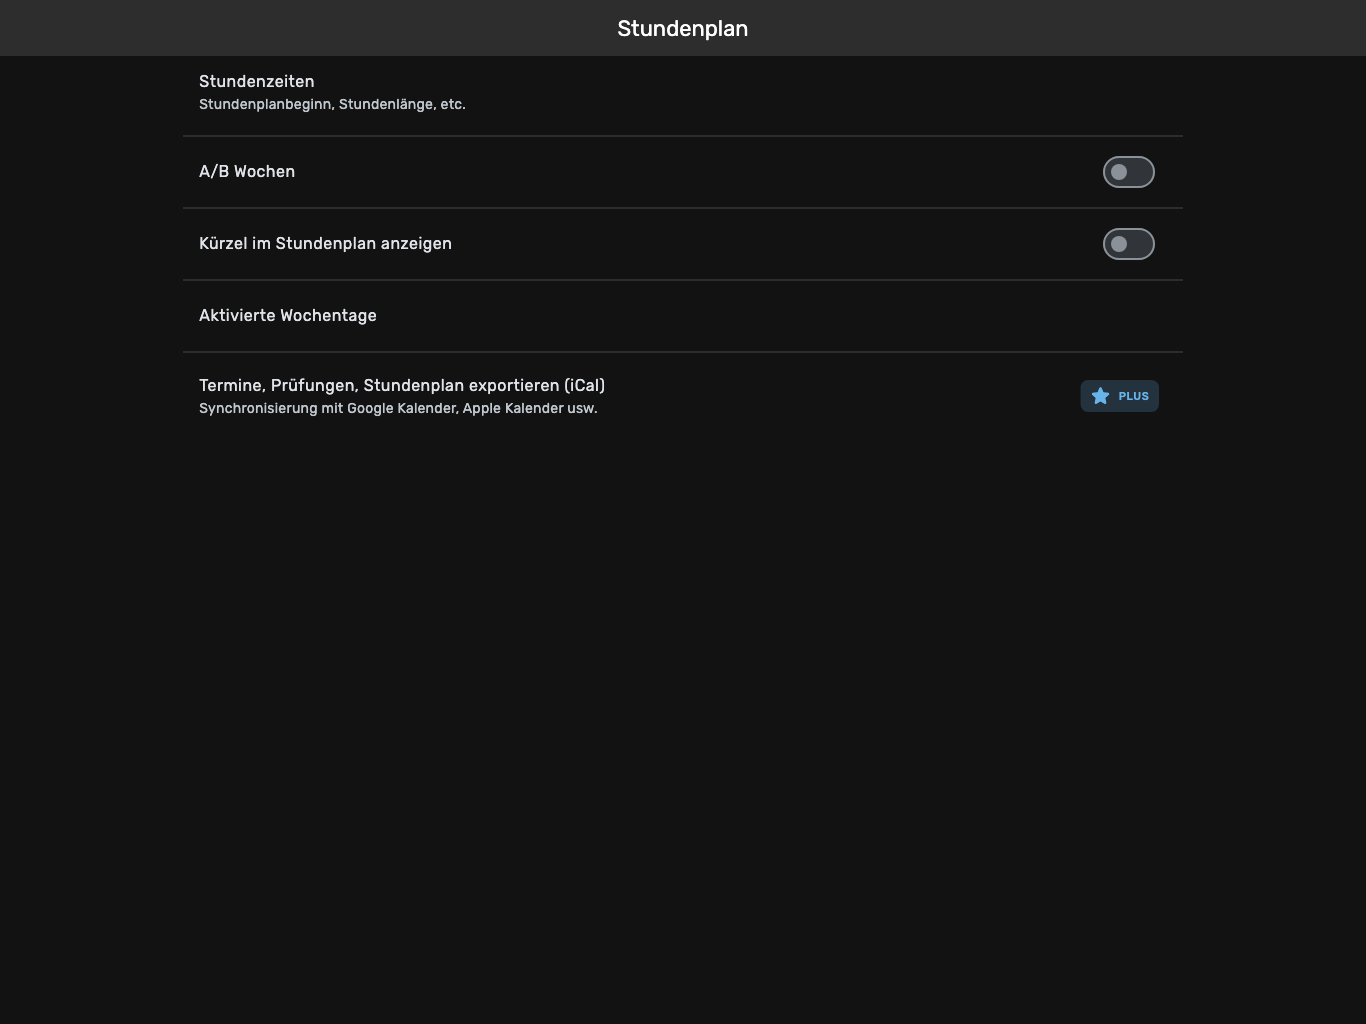 Stundenplan
Stundenzeiten
Stundenplanbeginn, Stundenlänge, etc.
A/B Wochen
Kürzel im Stundenplan anzeigen
Aktivierte Wochentage
Termine, Prüfungen, Stundenplan exportieren (iCal)
Synchronisierung mit Google Kalender, Apple Kalender usw.
PLUS